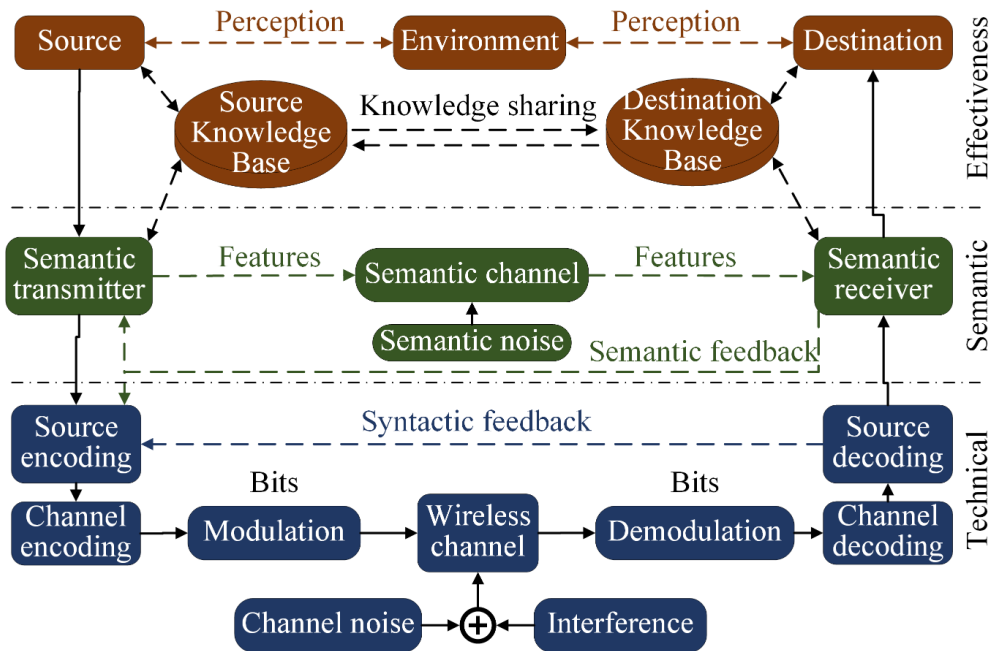 Source
Perception
Environment
Perception
Destination
Effectiveness
Source
Knowledge
Base
Knowledge sharing
Destination
Knowledge
Base
Semantic
transmitter
Features
Semantic channel
Features
Semantic
receiver
Semantic
Semantic noise
Semantic feedback
Source
encoding
Syntactic feedback
Source
decoding
Technical
Bits
Bits
Channel
encoding
Modulation
Wireless
channel
Demodulation
Channel
decoding
Channel noise
+
Interference